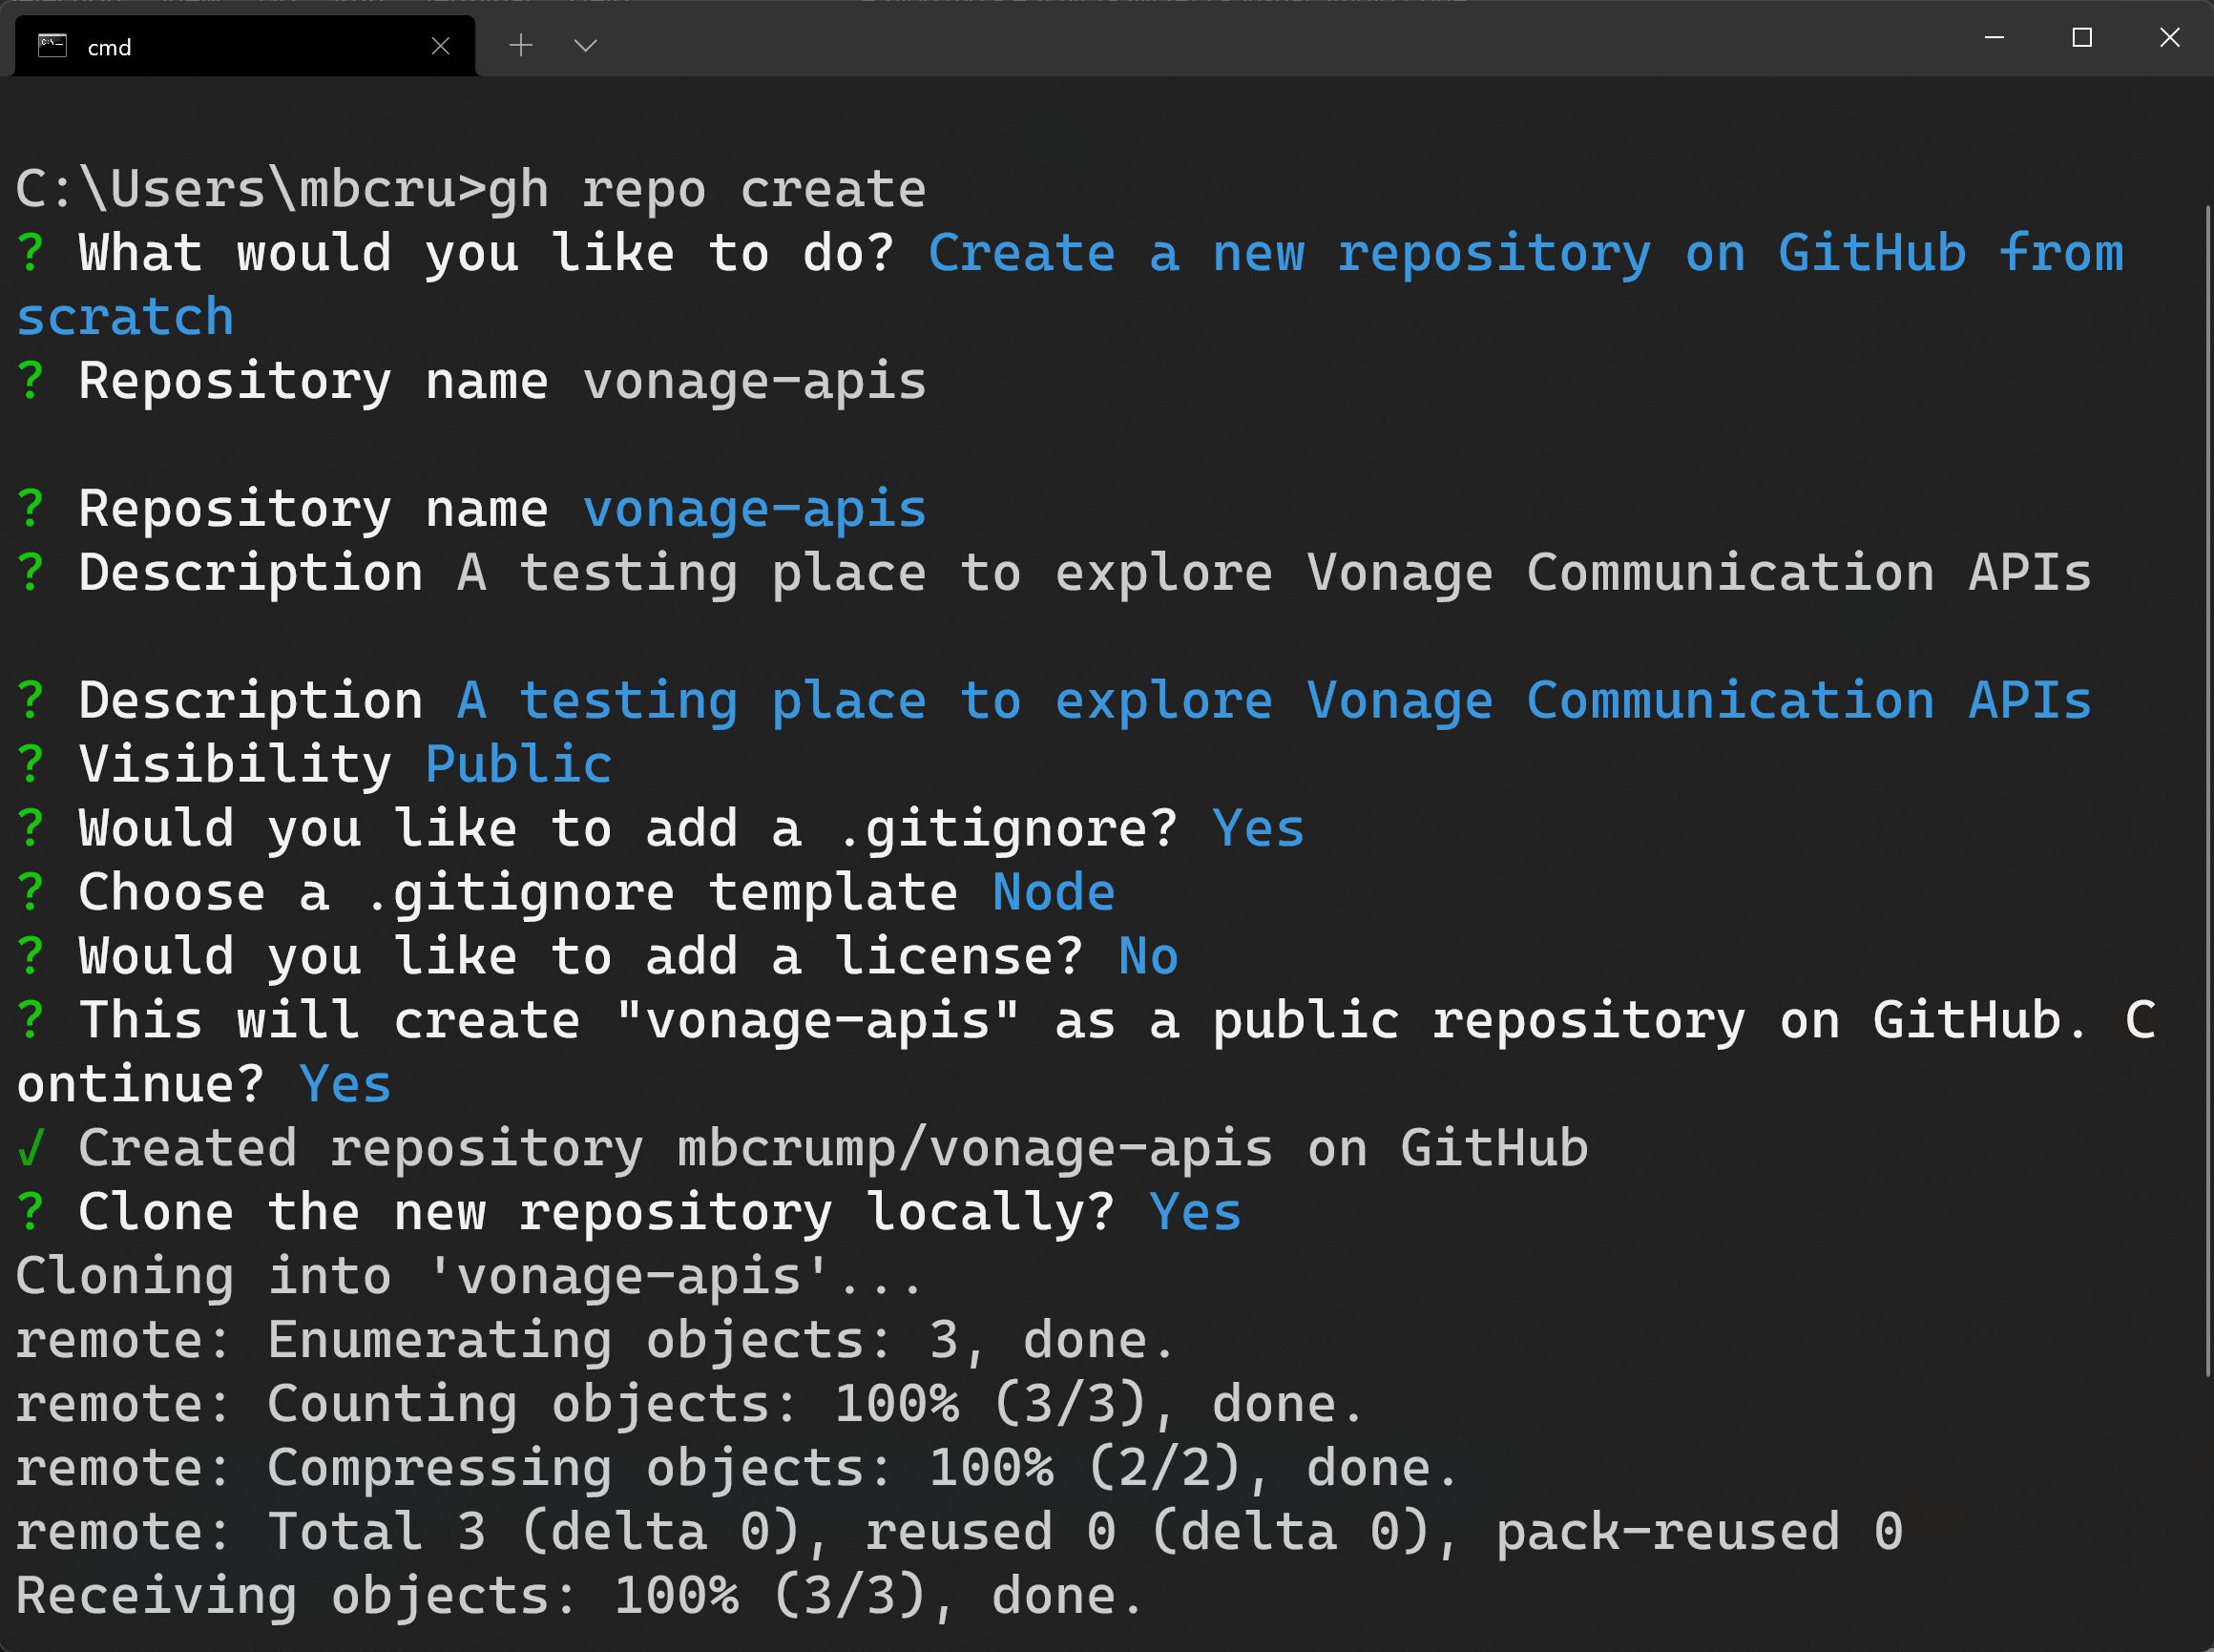 cmd
C:\Users\mbcru>gh repo create
? What would you like to do? Create a new repository on GitHub from
scratch
? Repository name vonage-apis
? Repository name vonage-apis
? Description A testing place to explore Vonage Communication APIs
? Description A testing place to explore Vonage Communication APIs
? Visibility Public
? Would you like to add a .gitignore? Yes
? Choose a .gitignore template Node
? Would you like to add a license? No
? This will create "vonage-apis" as a public repository on GitHub. C
ontinue? Yes
√ Created repository mbcrump/vonage-apis on GitHub
? Clone the new repository locally? Yes
Cloning into 'vonage-apis'...
remote: Enumerating objects: 3, done.
remote: Counting objects: 100% (3/3), done.
remote: Compressing objects: 100% (2/2), done.
remote: Total 3 (delta 0), reused 0 (delta 0), pack-reused 0
Receiving objects: 100% (3/3), done.